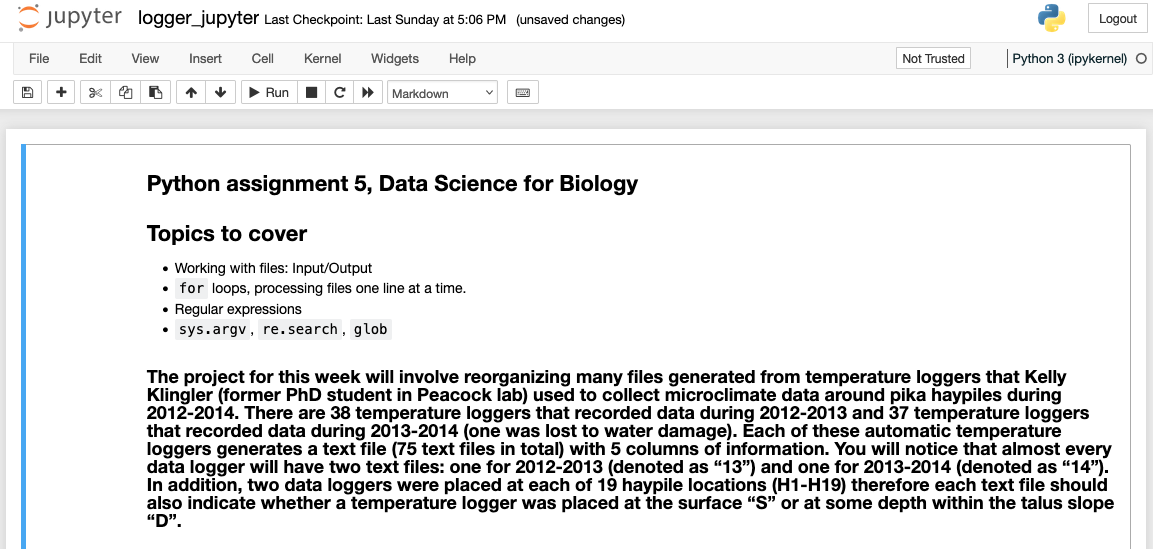 jupyter logger_jupyter Last Checkpoint: Last Sunday at 5:06 PM (unsaved changes) Logout
File Edit View Insert Cell Kernel Widgets Help Not Trusted Python 3 (ipykernel)
Run Markdown
Python assignment 5, Data Science for Biology
Topics to cover
• Working with files: Input/Output
• for loops, processing files one line at a time.
• Regular expressions
• sys.argv, re.search, glob
The project for this week will involve reorganizing many files generated from temperature loggers that Kelly
Klingler (former PhD student in Peacock lab) used to collect microclimate data around pika haypiles during
2012-2014. There are 38 temperature loggers that recorded data during 2012-2013 and 37 temperature loggers
that recorded data during 2013-2014 (one was lost to water damage). Each of these automatic temperature
loggers generates a text file (75 text files in total) with 5 columns of information. You will notice that almost every
data logger will have two text files: one for 2012-2013 (denoted as “13”) and one for 2013-2014 (denoted as “14”).
In addition, two data loggers were placed at each of 19 haypile locations (H1-H19) therefore each text file should
also indicate whether a temperature logger was placed at the surface “S” or at some depth within the talus slope
“D”.